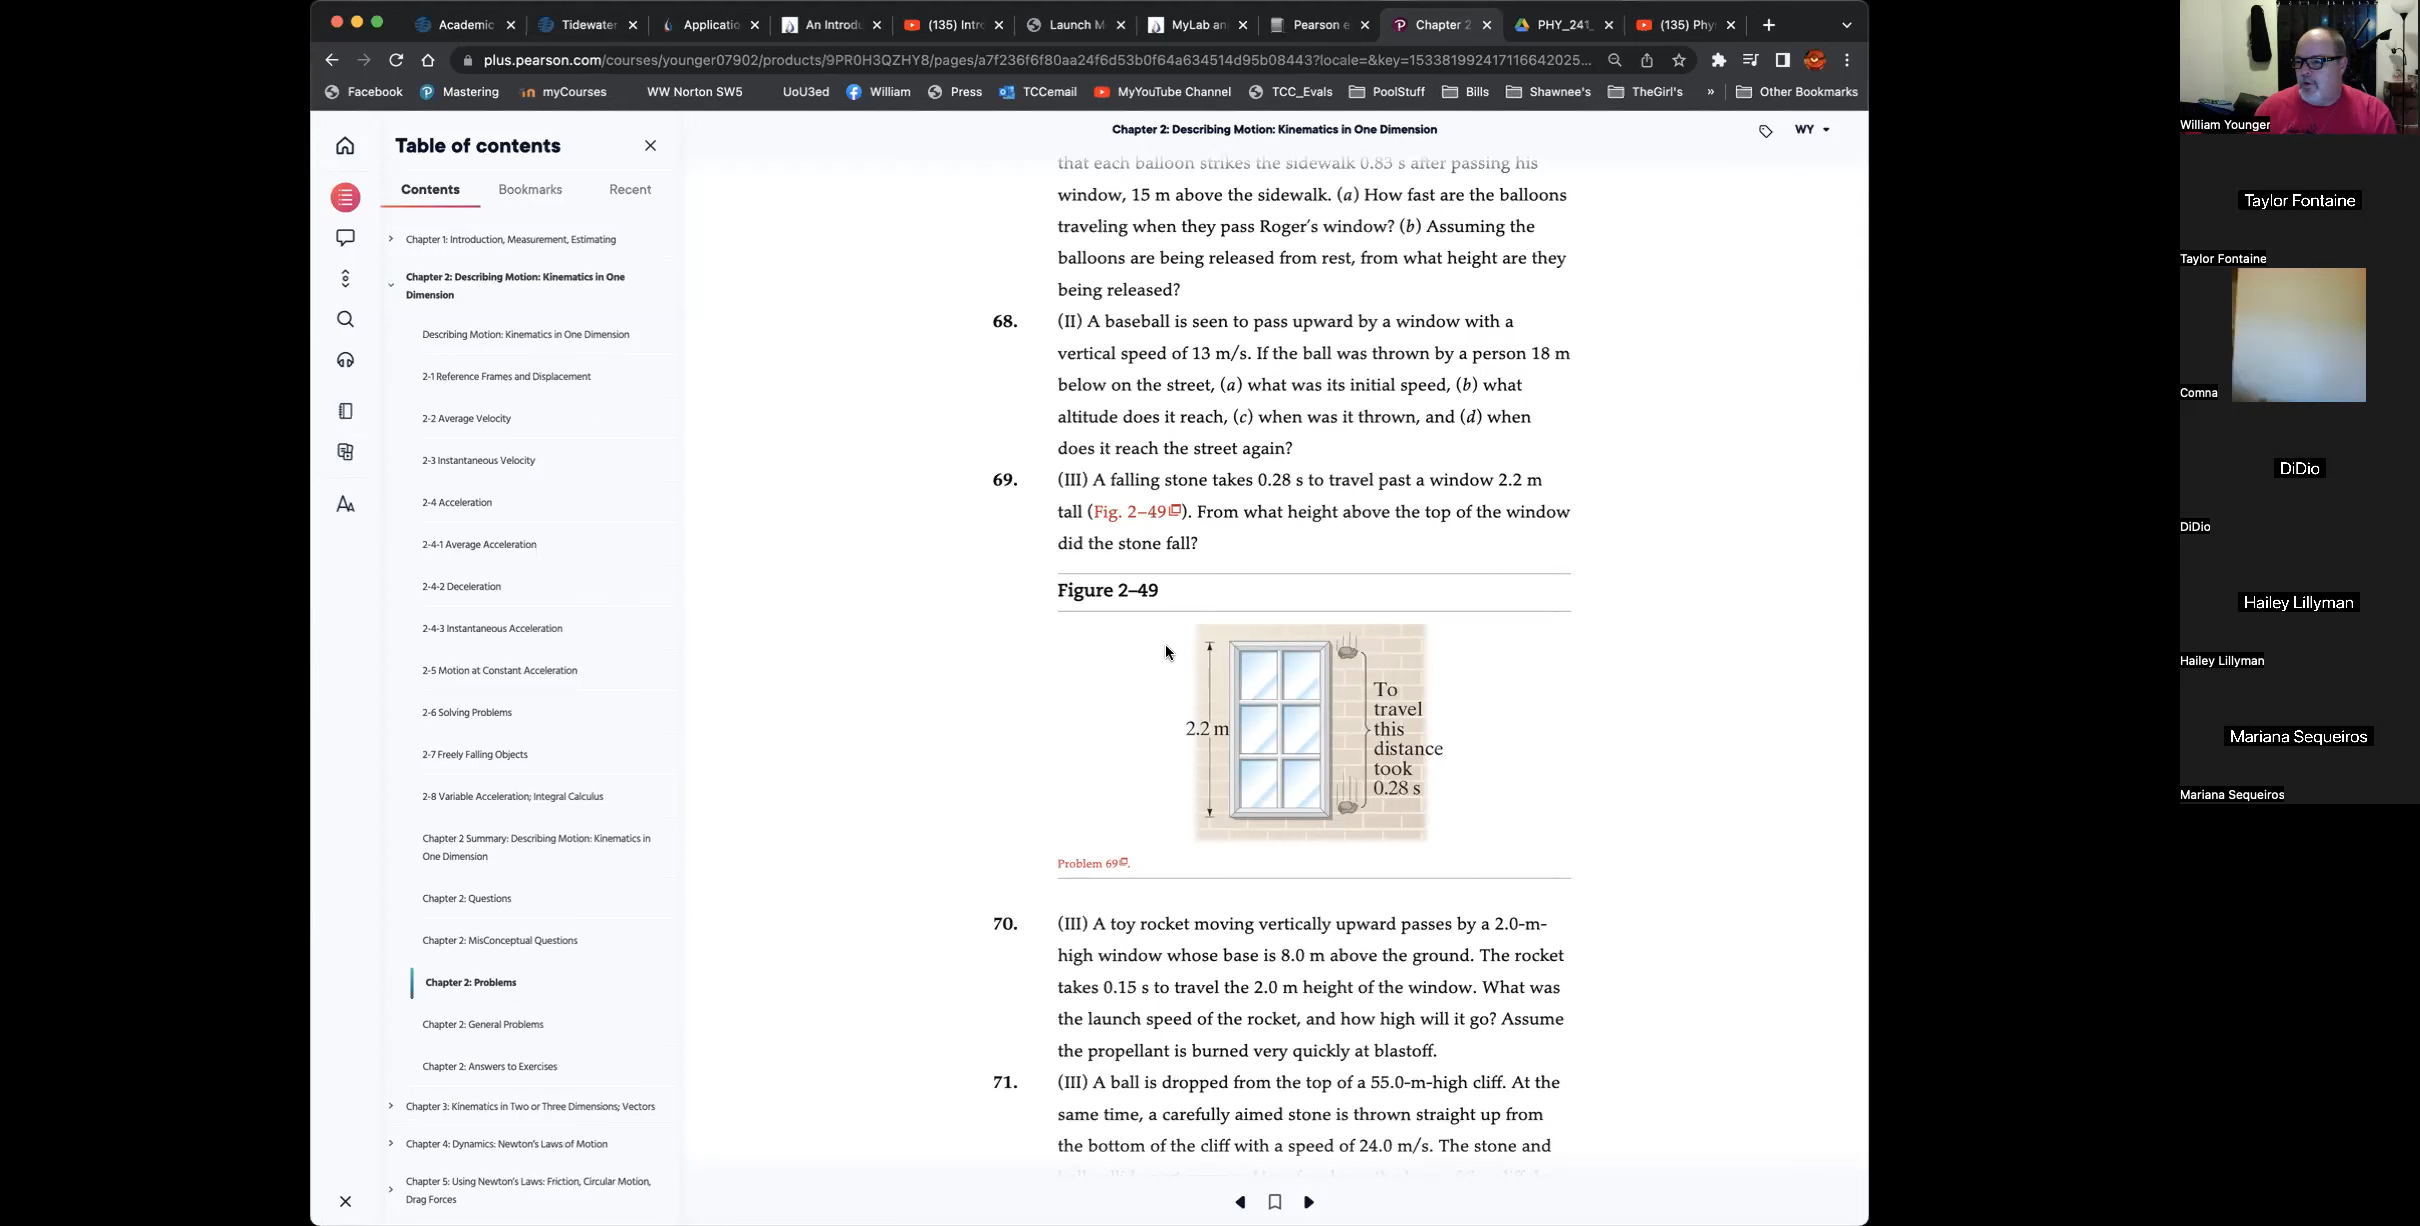 Academic
Tidewater
Applicatio
An Introdu
(135) Intro
Launch M
MyLab an
Pearson e
Chapter 2
PHY_241_
(135) Phy
plus.pearson.com/courses/younger07902/products/9PR0H3QZHY8/pages/a7f236f6f80aa24f6d53b0f64a634514d95b08443?locale=&key=153381992417116642025...
Facebook
Mastering
myCourses
WW Norton SW5
UoU3ed
William
Press
TCCemail
MyYouTube Channel
TCC_Evals
PoolStuff
Bills
Shawnee's
TheGirl's
»
Other Bookmarks
Table of contents
Contents
Bookmarks
Recent
Chapter 1: Introduction, Measurement, Estimating
Chapter 2: Describing Motion: Kinematics in One
Dimension
Describing Motion: Kinematics in One Dimension
2-1 Reference Frames and Displacement
2-2 Average Velocity
2-3 Instantaneous Velocity
2-4 Acceleration
2-4-1 Average Acceleration
2-4-2 Deceleration
2-4-3 Instantaneous Acceleration
2-5 Motion at Constant Acceleration
2-6 Solving Problems
2-7 Freely Falling Objects
2-8 Variable Acceleration; Integral Calculus
Chapter 2 Summary: Describing Motion: Kinematics in
One Dimension
Chapter 2: Questions
Chapter 2: MisConceptual Questions
Chapter 2: Problems
Chapter 2: General Problems
Chapter 2: Answers to Exercises
Chapter 3: Kinematics in Two or Three Dimensions; Vectors
Chapter 4: Dynamics: Newton's Laws of Motion
Chapter 5: Using Newton's Laws: Friction, Circular Motion,
Drag Forces
Chapter 2: Describing Motion: Kinematics in One Dimension
WY
that each balloon strikes the sidewalk 0.83 s after passing his
window, 15 m above the sidewalk. (a) How fast are the balloons
traveling when they pass Roger's window? (b) Assuming the
balloons are being released from rest, from what height are they
being released?
68. (II) A baseball is seen to pass upward by a window with a
vertical speed of 13 m/s. If the ball was thrown by a person 18 m
below on the street, (a) what was its initial speed, (b) what
altitude does it reach, (c) when was it thrown, and (d) when
does it reach the street again?
69. (III) A falling stone takes 0.28 s to travel past a window 2.2 m
tall (Fig. 2–49). From what height above the top of the window
did the stone fall?
Figure 2–49
2.2 m
To
travel
this
distance
took
0.28 s
Problem 69.
70. (III) A toy rocket moving vertically upward passes by a 2.0-m-
high window whose base is 8.0 m above the ground. The rocket
takes 0.15 s to travel the 2.0 m height of the window. What was
the launch speed of the rocket, and how high will it go? Assume
the propellant is burned very quickly at blastoff.
71. (III) A ball is dropped from the top of a 55.0-m-high cliff. At the
same time, a carefully aimed stone is thrown straight up from
the bottom of the cliff with a speed of 24.0 m/s. The stone and
William Younger
Taylor Fontaine
Taylor Fontaine
Comna
DiDio
DiDio
Hailey Lillyman
Hailey Lillyman
Mariana Sequeiros
Mariana Sequeiros